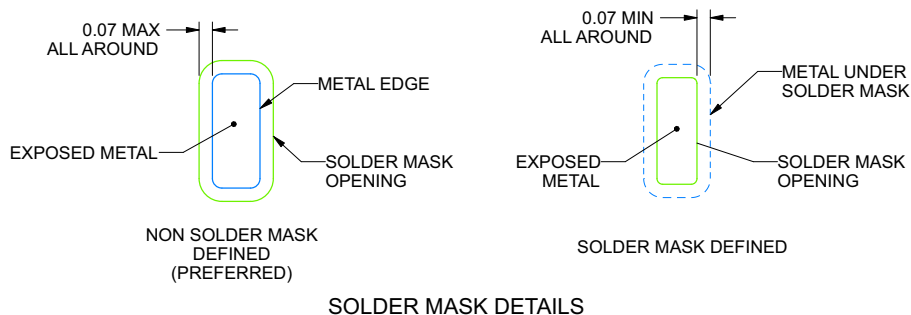 0.07 MAX
ALL AROUND
METAL EDGE
EXPOSED METAL
SOLDER MASK
OPENING
NON SOLDER MASK
DEFINED
(PREFERRED)
0.07 MIN
ALL AROUND
METAL UNDER
SOLDER MASK
EXPOSED
METAL
SOLDER MASK
OPENING
SOLDER MASK DEFINED
SOLDER MASK DETAILS